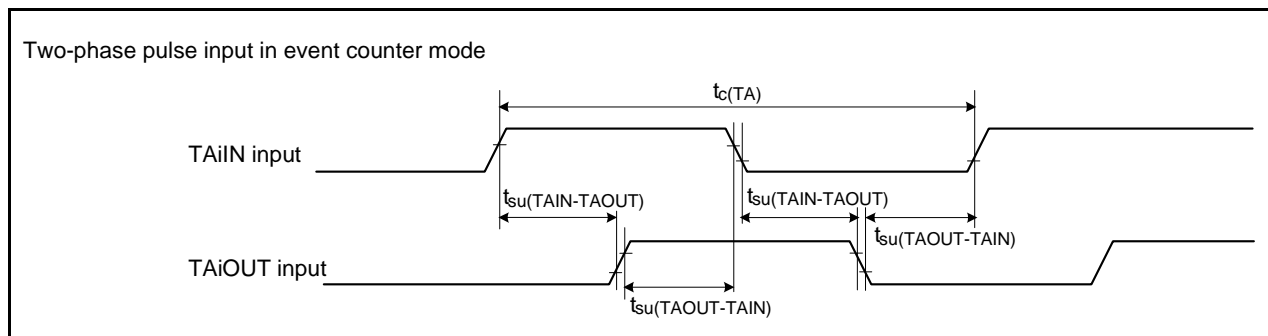 Two-phase pulse input in event counter mode
tc(TA)
TAiIN input
tsu(TAIN-TAOUT)
tsu(TAIN-TAOUT)
tsu(TAOUT-TAIN)
TAiOUT input
tsu(TAOUT-TAIN)